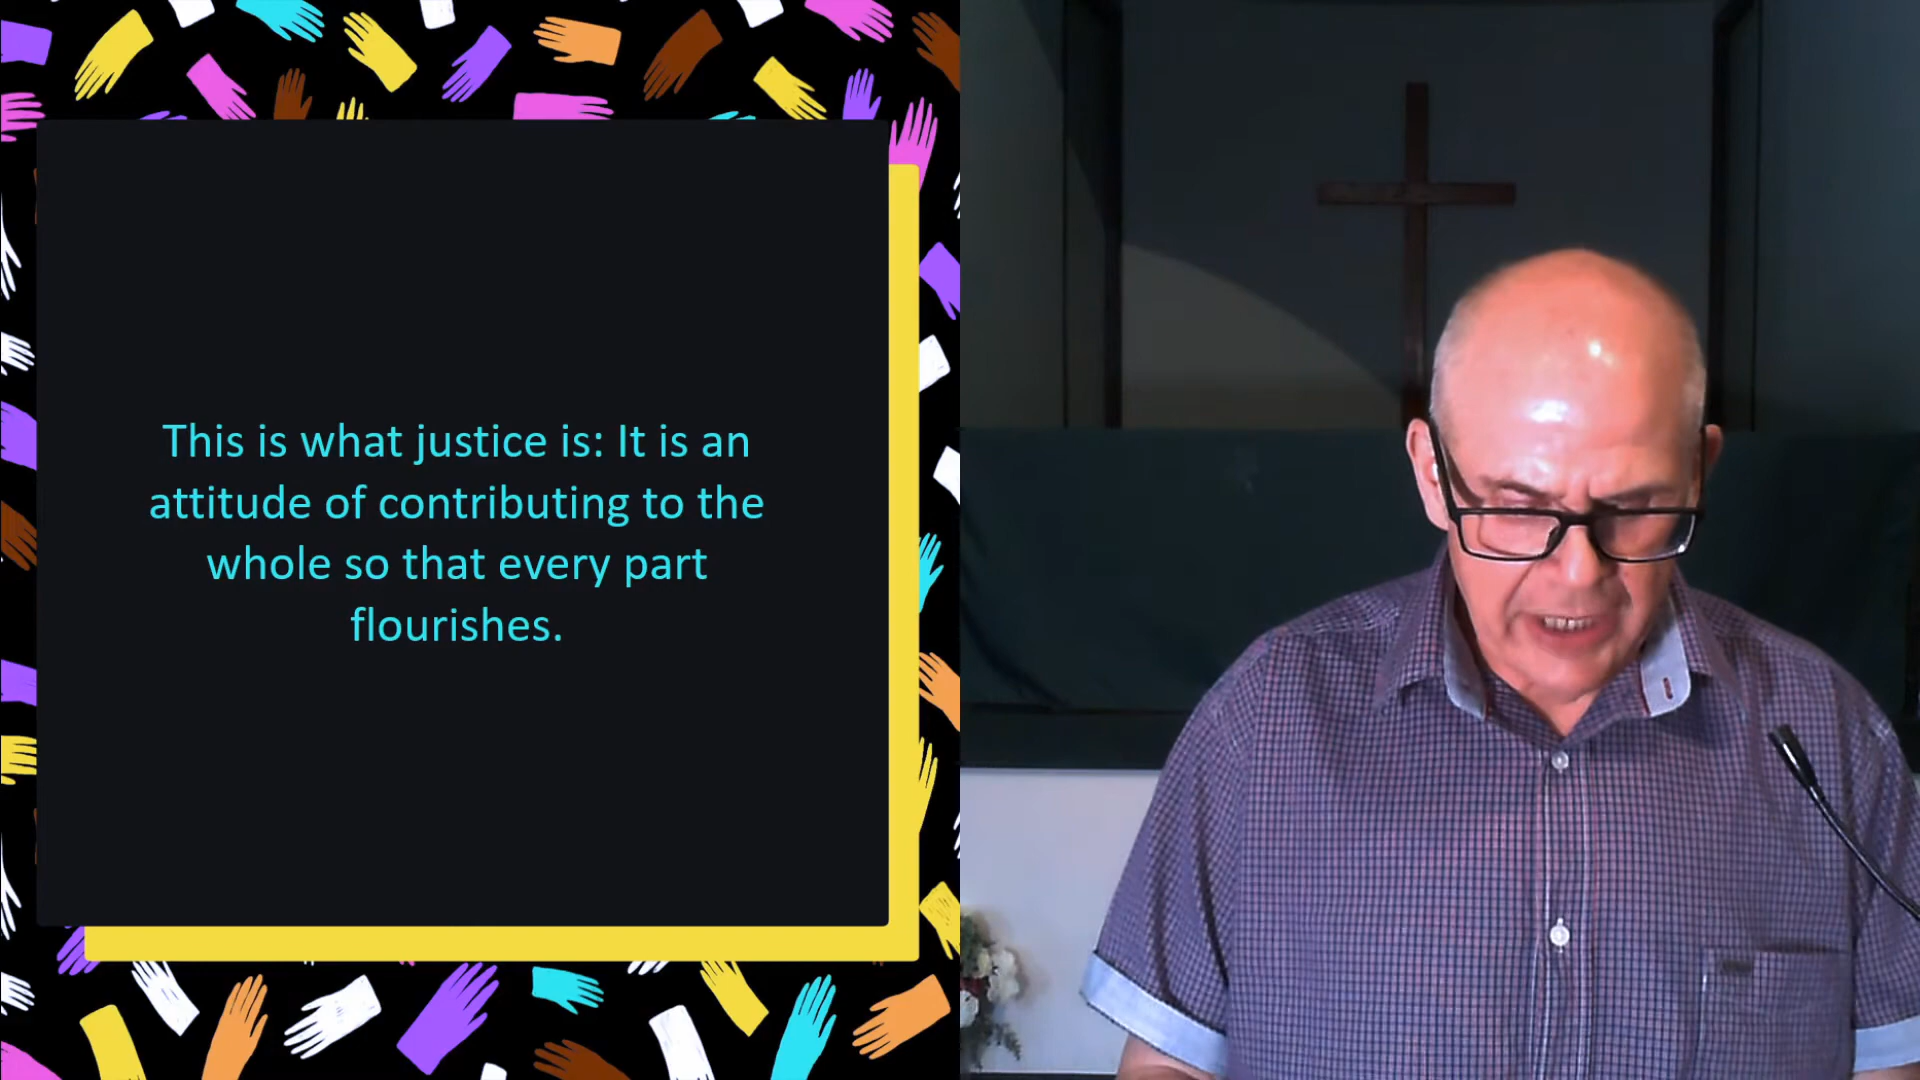 This is what justice is: It is an
attitude of contributing to the
whole so that every part
flourishes.